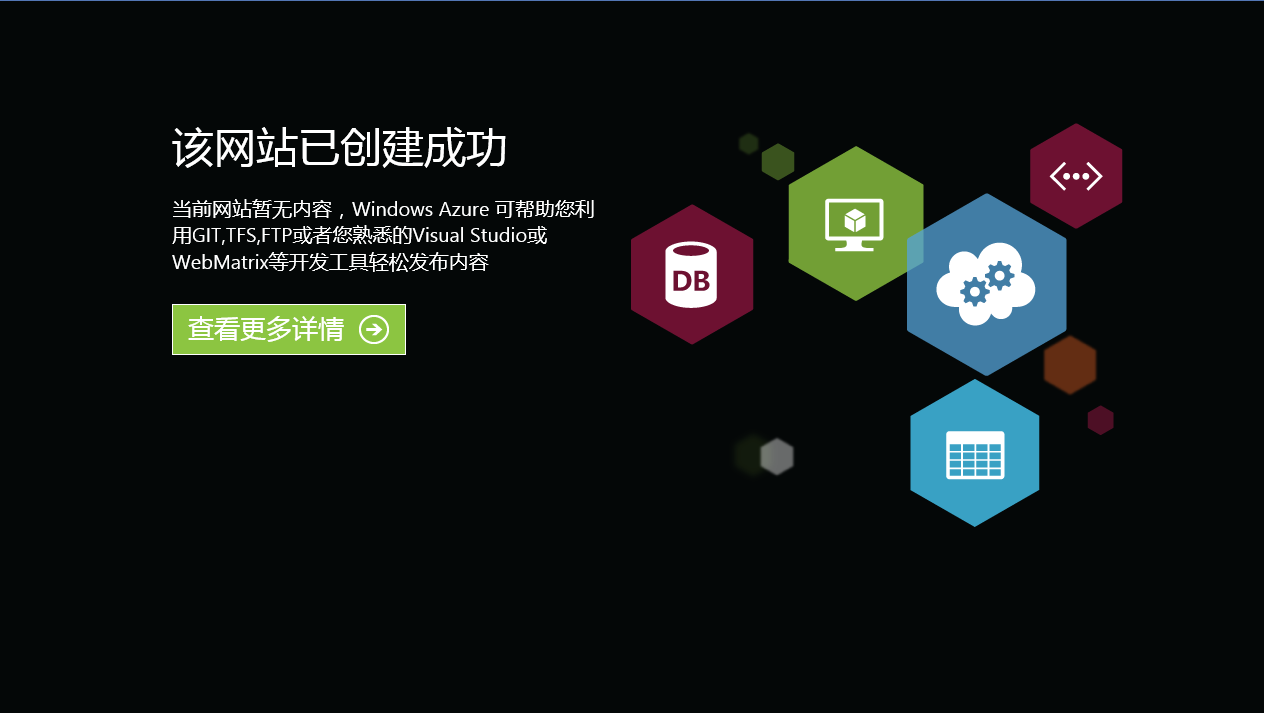 该网站已创建成功
当前网站暂无内容，Windows Azure 可帮助您利
用GIT,TFS,FTP或者您熟悉的Visual Studio或
WebMatrix等开发工具轻松发布内容
查看更多详情
DB